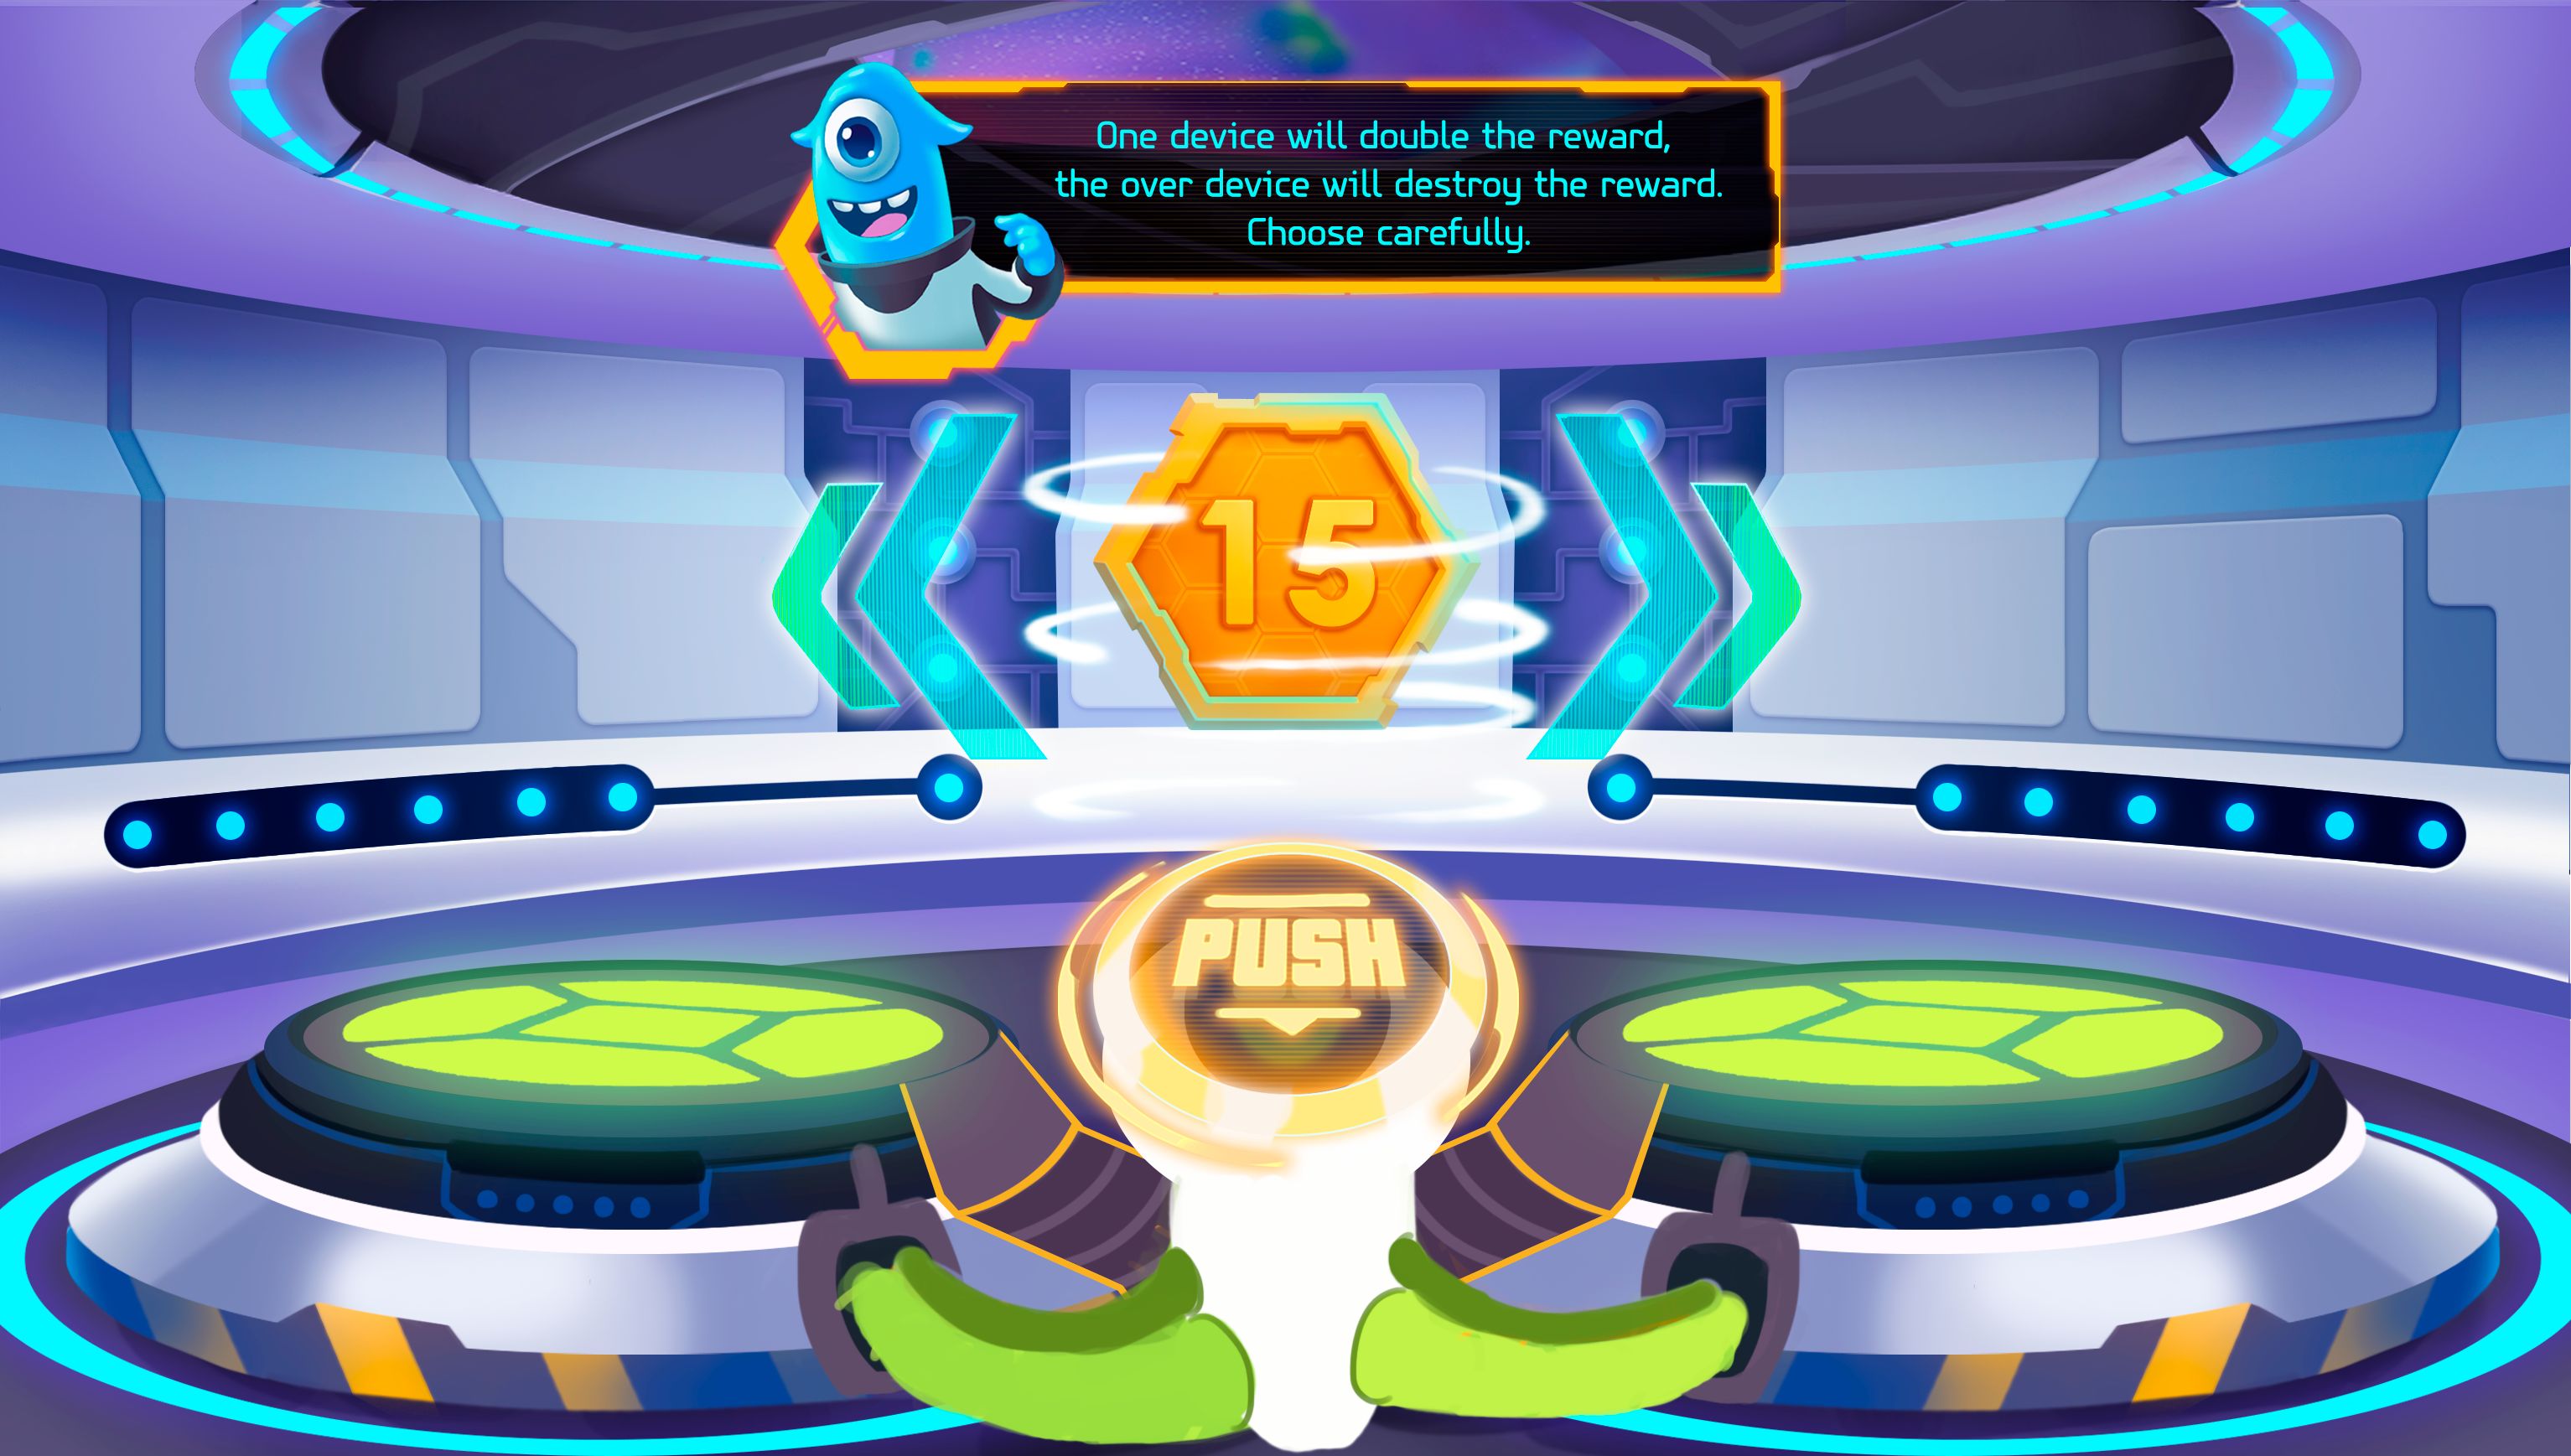 One device will double the reward,
the over device will destroy the reward.
Choose carefully.
15
PUSH